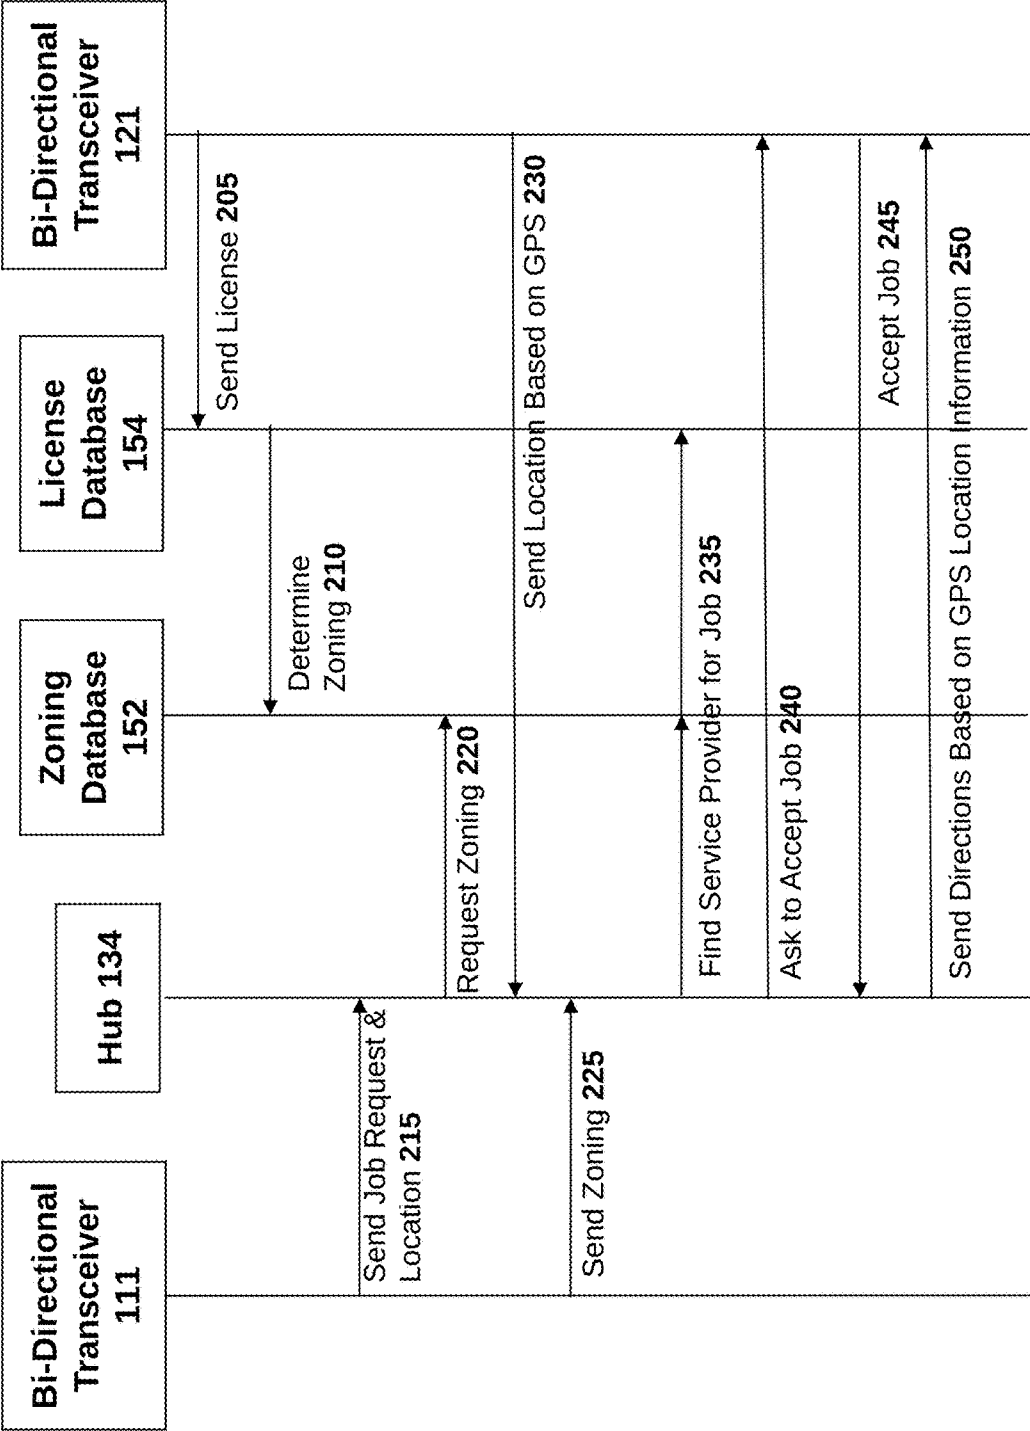 Bi-Directional
Transceiver
111
Hub 134
Zoning
Database
152
License
Database
154
Bi-Directional
Transceiver
121
Send License 205
Determine
Zoning 210
Send Job Request &
Location 215
Request Zoning 220
Send Location Based on GPS 230
Send Zoning 225
Find Service Provider for Job 235
Ask to Accept Job 240
Accept Job 245
Send Directions Based on GPS Location Information 250